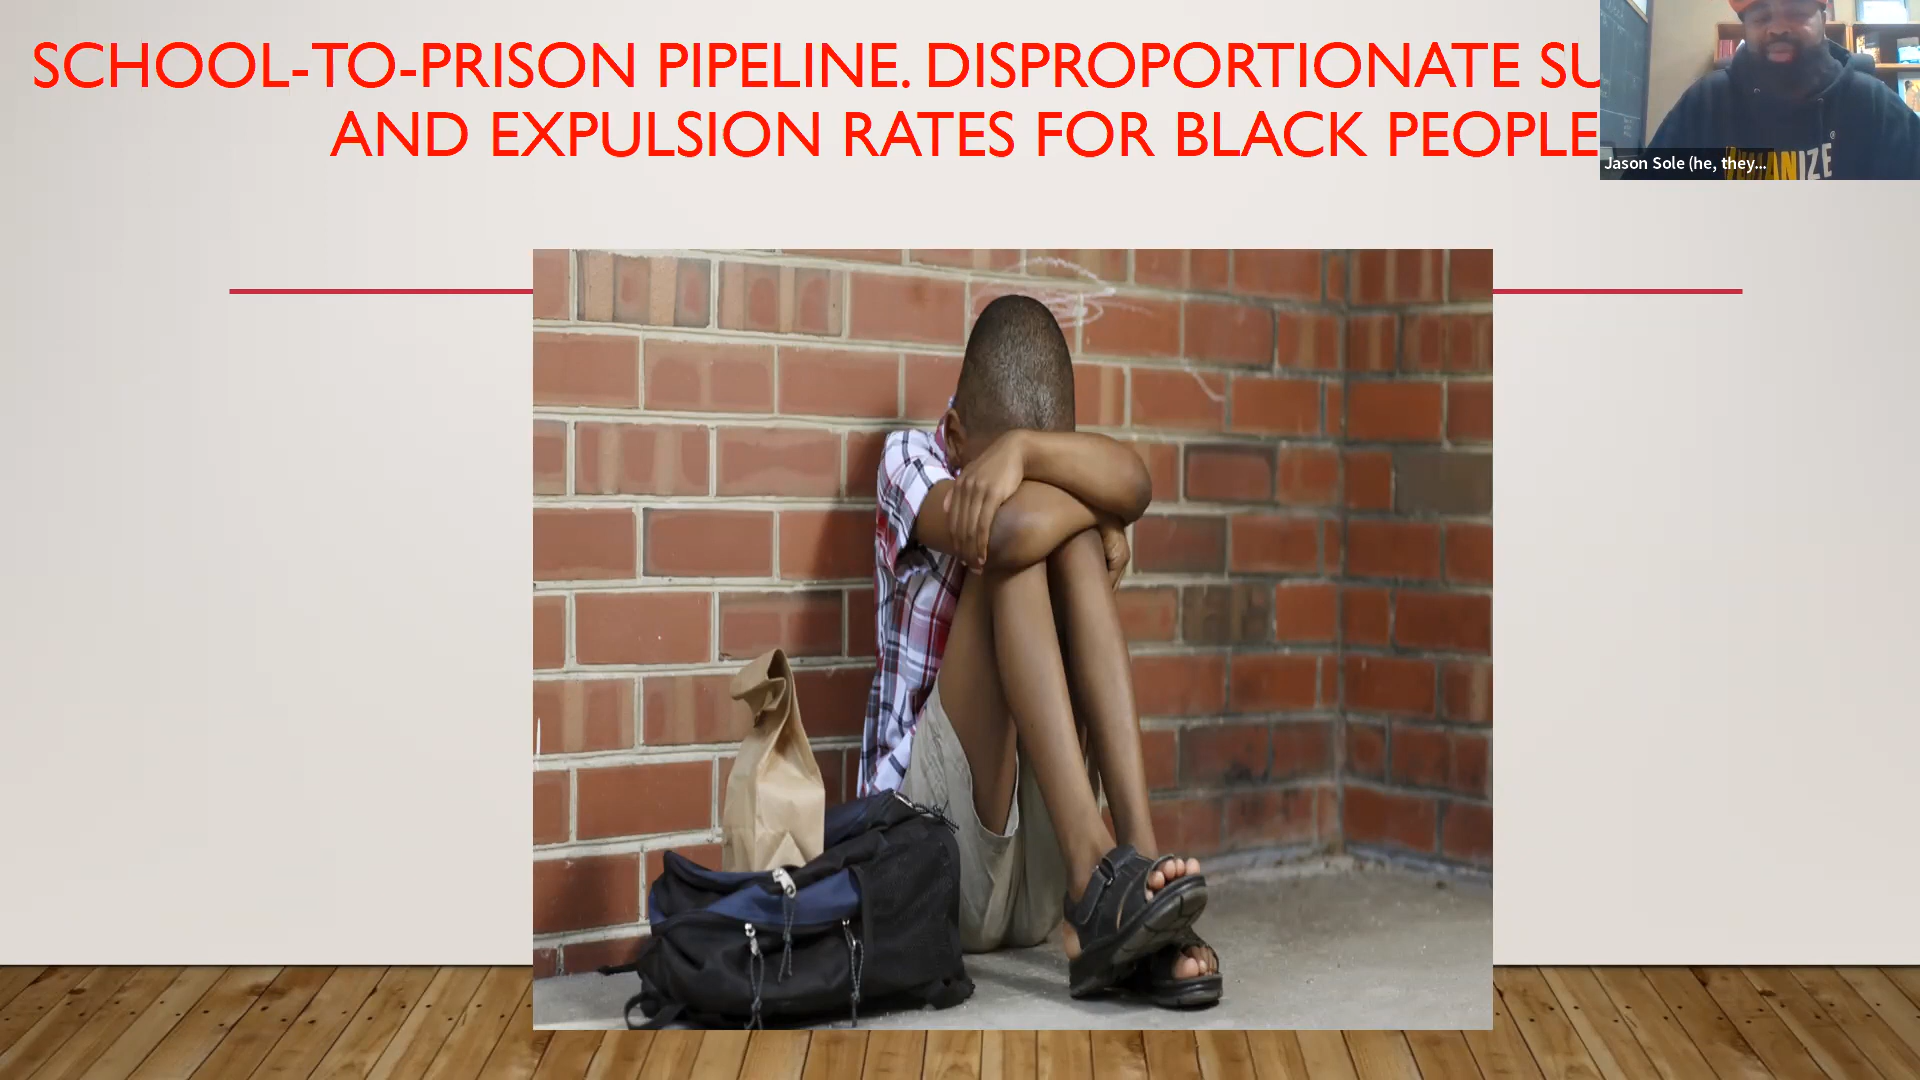 SCHOOL-TO-PRISON PIPELINE. DISPROPORTIONATE SU
AND EXPULSION RATES FOR BLACK PEOPLE
Jason Sole (he, they...